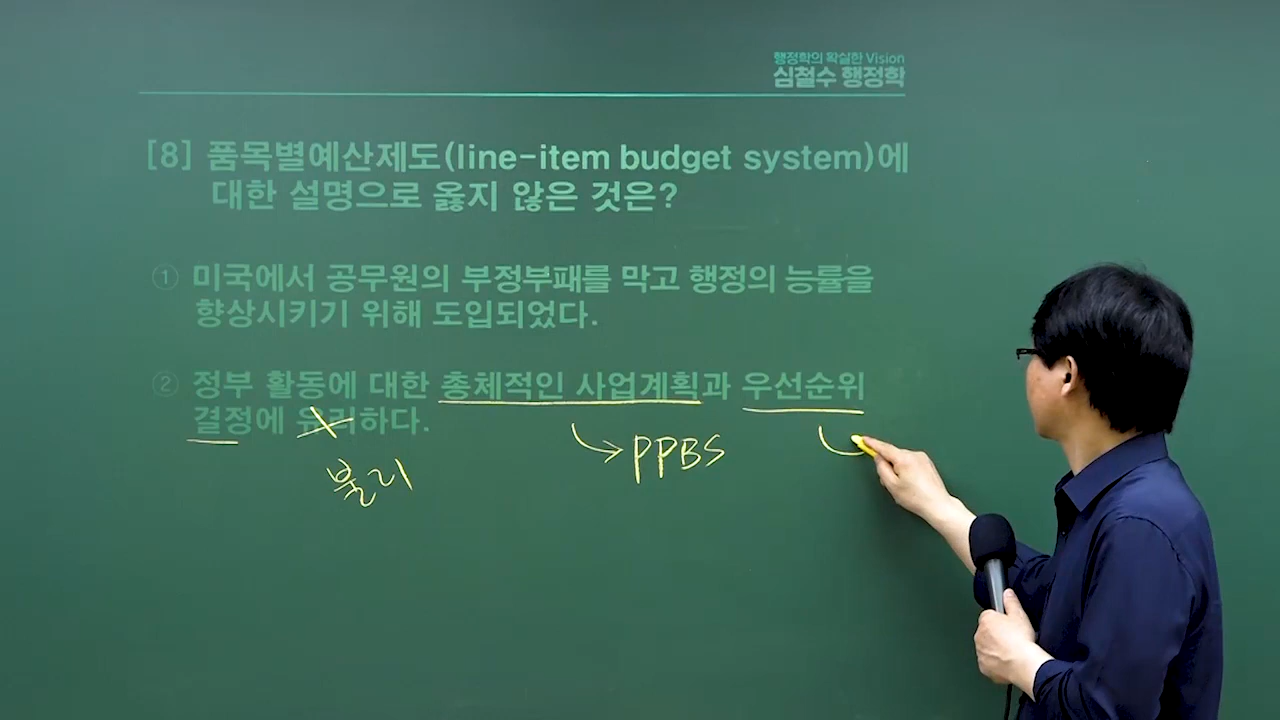 행정학의 확실한 Vision
심철수 행정학
[8] 품목별예산제도(line-item budget system)에
대한 설명으로 옳지 않은 것은?
① 미국에서 공무원의 부정부패를 막고 행정의 능률을
향상시키기 위해 도입되었다.
② 정부 활동에 대한 총체적인 사업계획과 우선순위
결정에 유리하다.
PPBS
불리